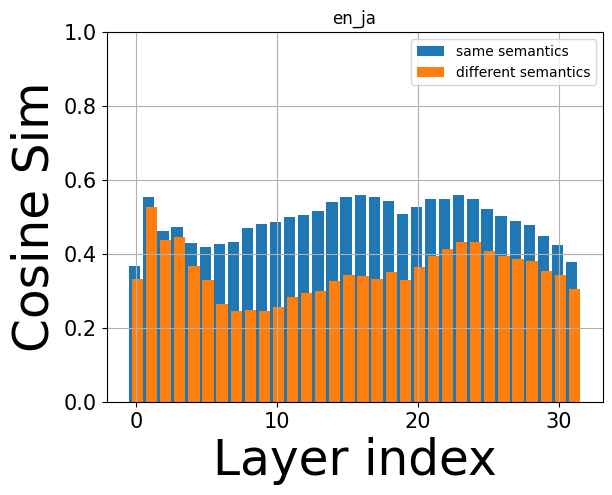 en_ja
same semantics
different semantics
Cosine Sim
1.0
0.8
0.6
0.4
0.2
0.0
0 10 20 30
Layer index